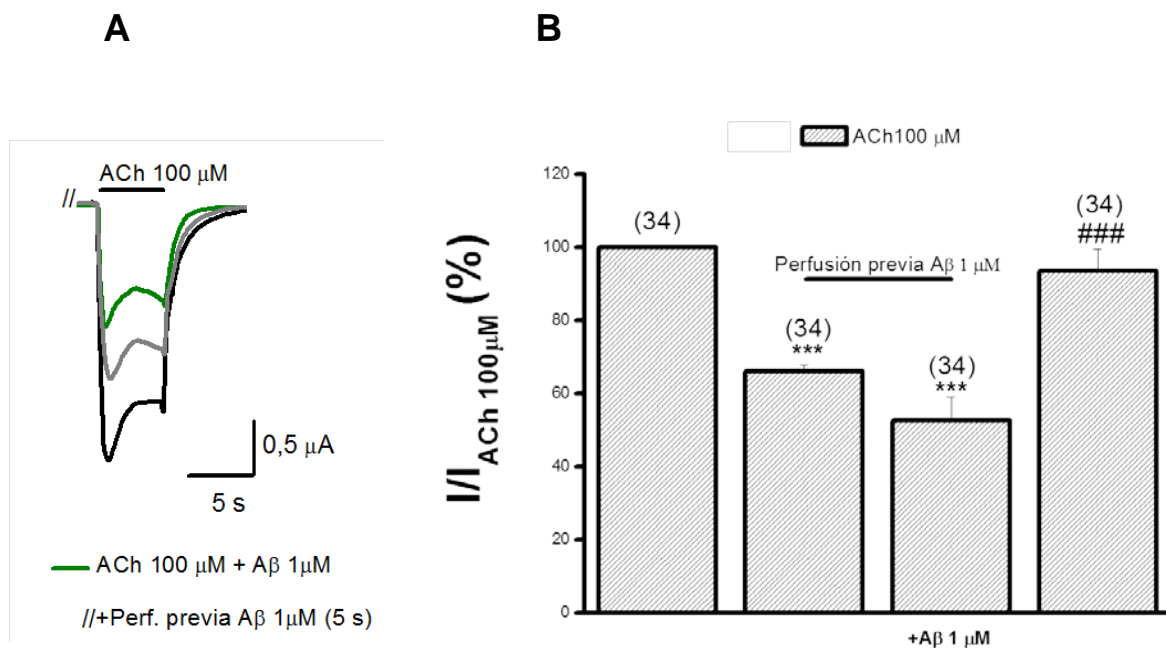 A
B
ACh 100 μM
//
0,5 μA
5 s
ACh 100 μM + Aβ 1μM
//+Perf. previa Aβ 1μM (5 s)
ACh100 μM
I/I ACh 100μM (%)
120
100
80
60
40
20
0
(34)
Perfusión previa Aβ 1 μM
(34)
***
(34)
***
(34)
###
+Aβ 1 μM